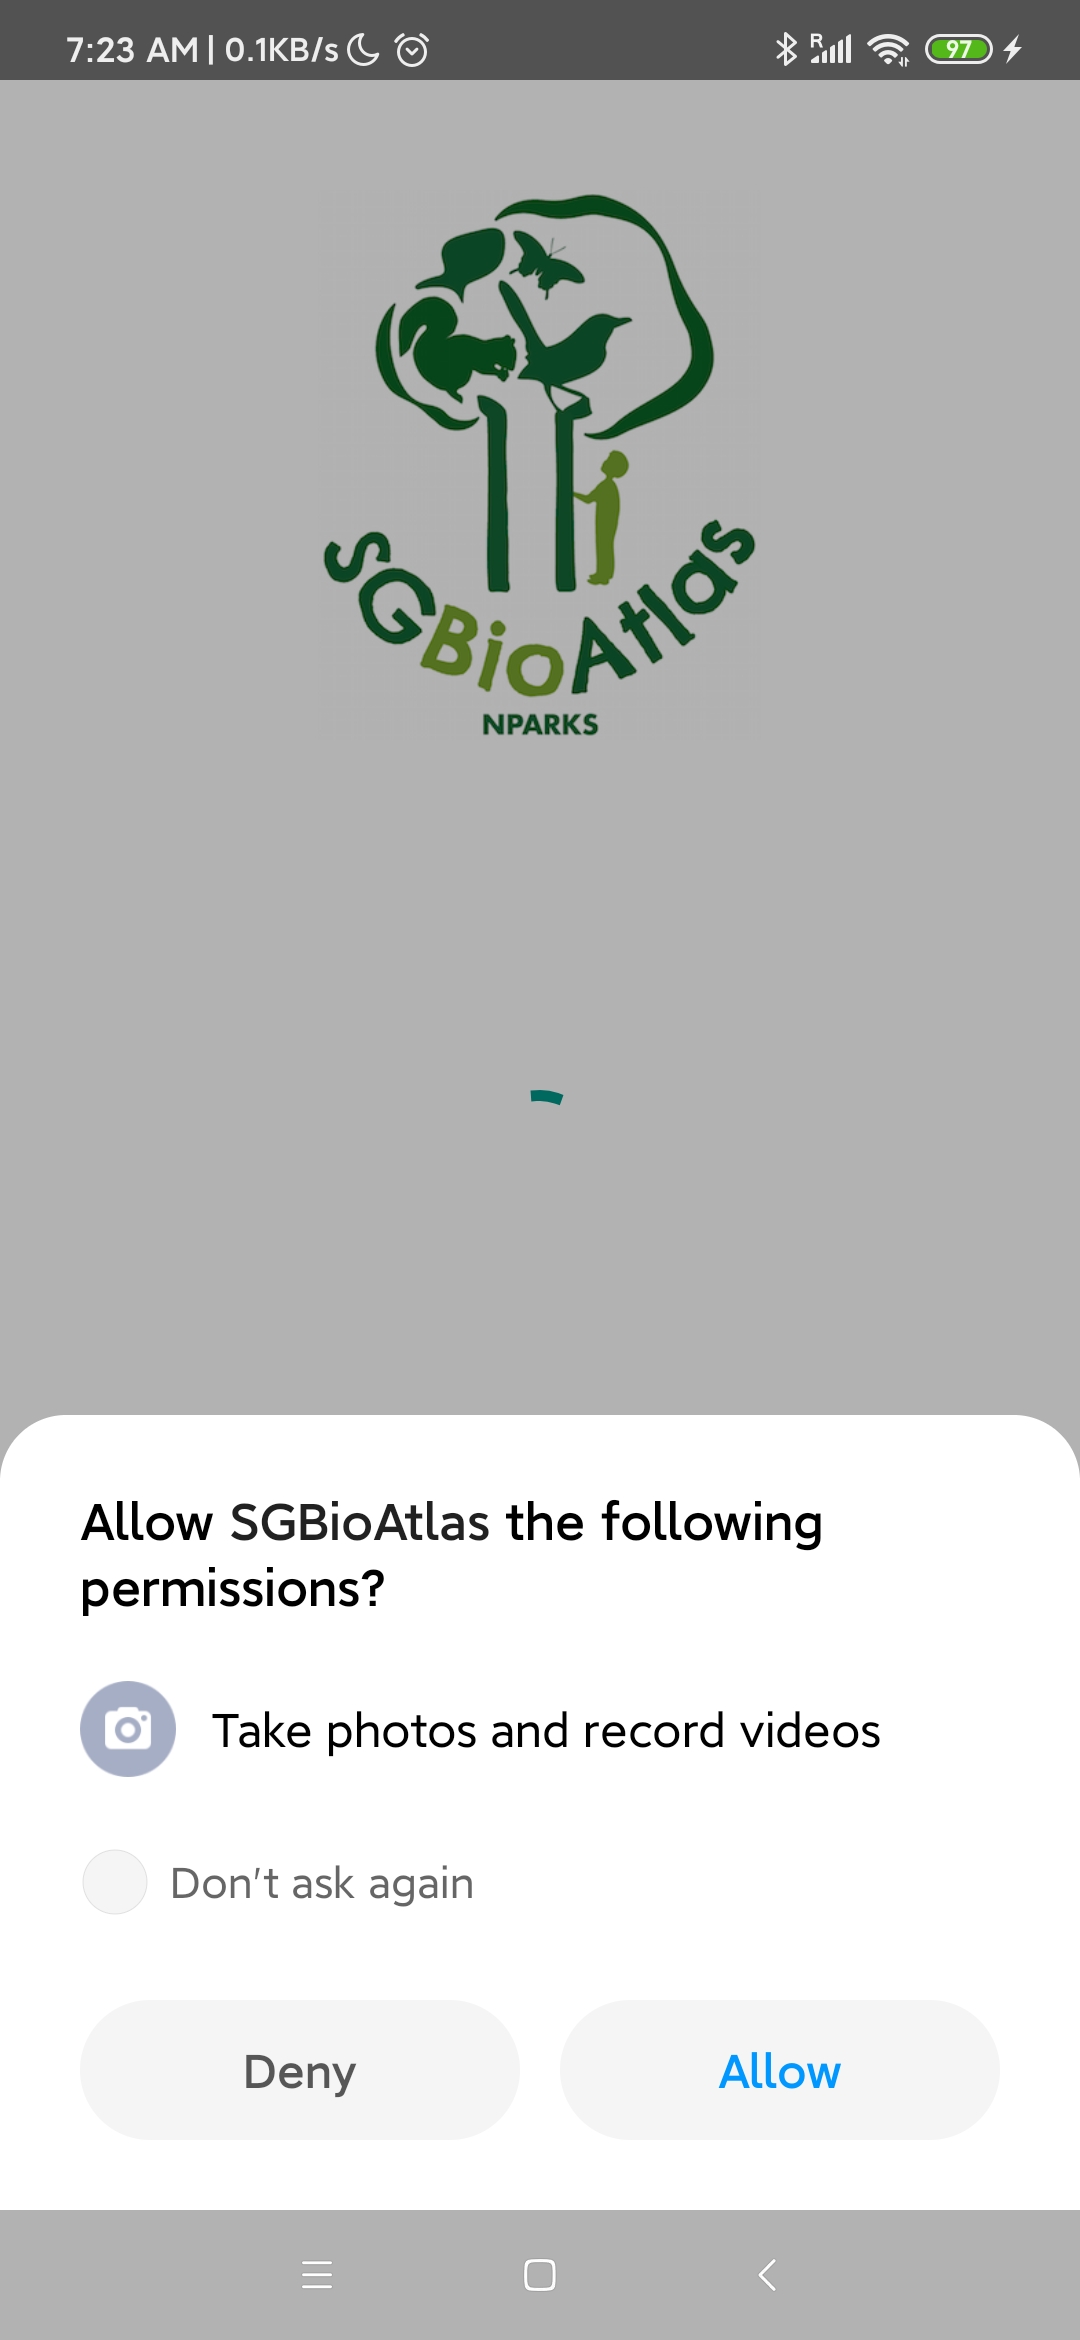 7:23 AM | 0.1KB/s
R
97
SGBioAtlas
NPARKS
Allow SGBioAtlas the following
permissions?
Take photos and record videos
Don't ask again
Deny
Allow